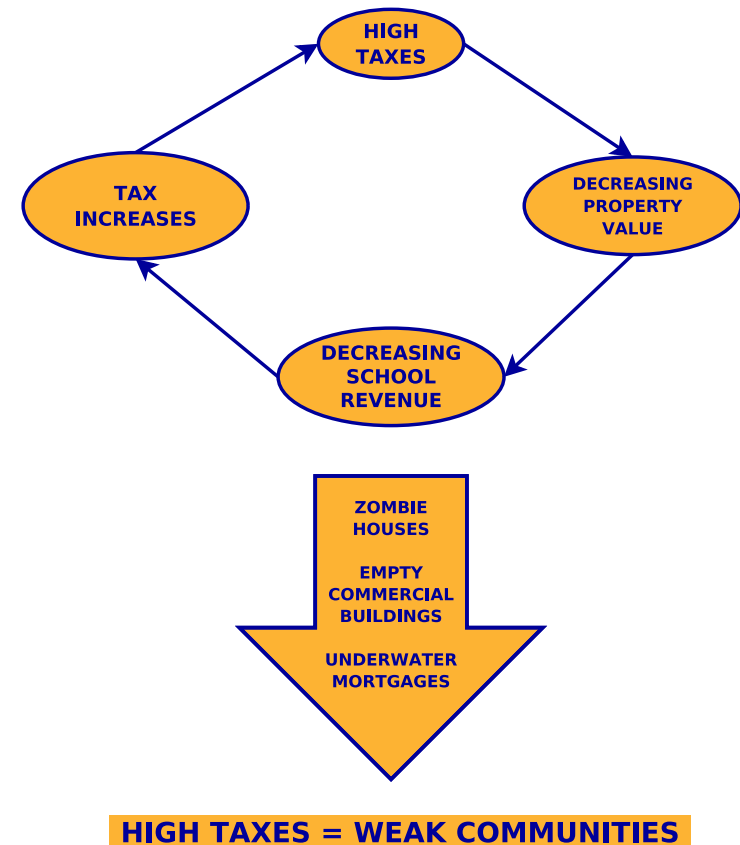 HIGH
TAXES
TAX
INCREASES
DECREASING
PROPERTY
VALUE
DECREASING
SCHOOL
REVENUE
ZOMBIE
HOUSES
EMPTY
COMMERCIAL
BUILDINGS
UNDERWATER
MORTGAGES
HIGH TAXES = WEAK COMMUNITIES